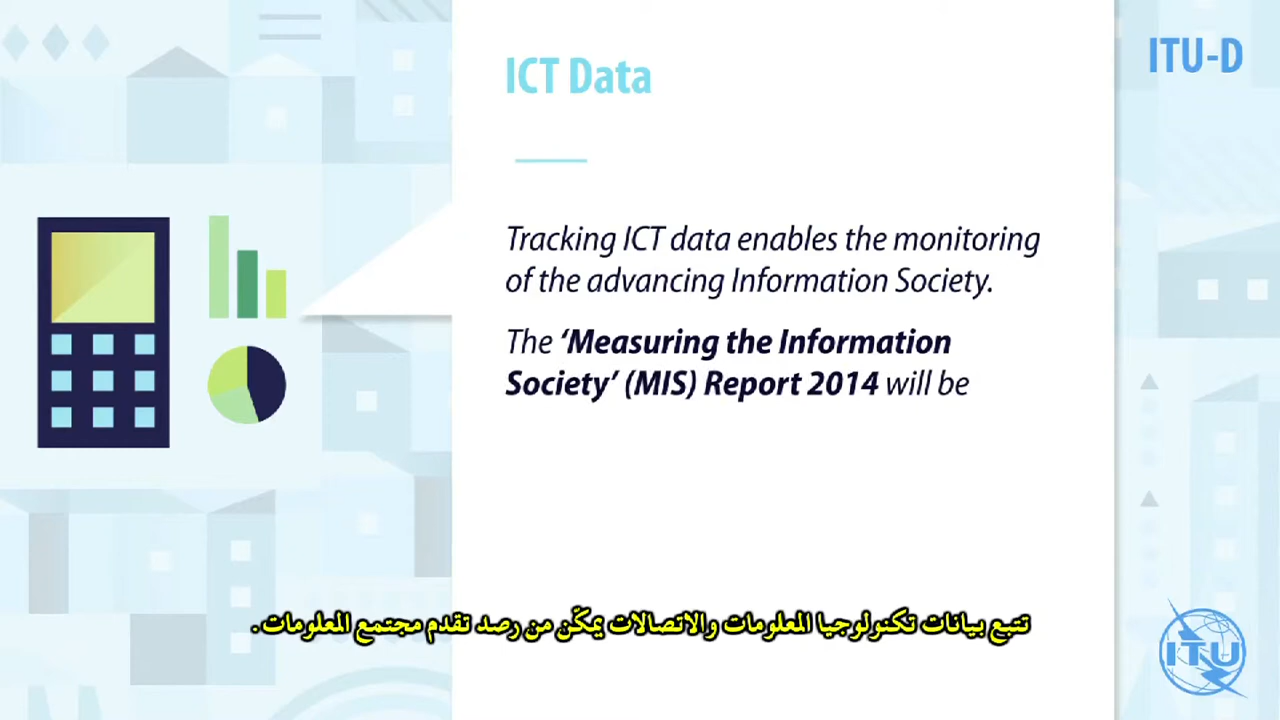 ICT Data
ITU-D
Tracking ICT data enables the monitoring
of the advancing Information Society.
The ‘Measuring the Information
Society’ (MIS) Report 2014 will be
تتبع بيانات تكنولوجيا المعلومات والاتصالات يمكّن من رصد تقدم مجتمع المعلومات.
ITU